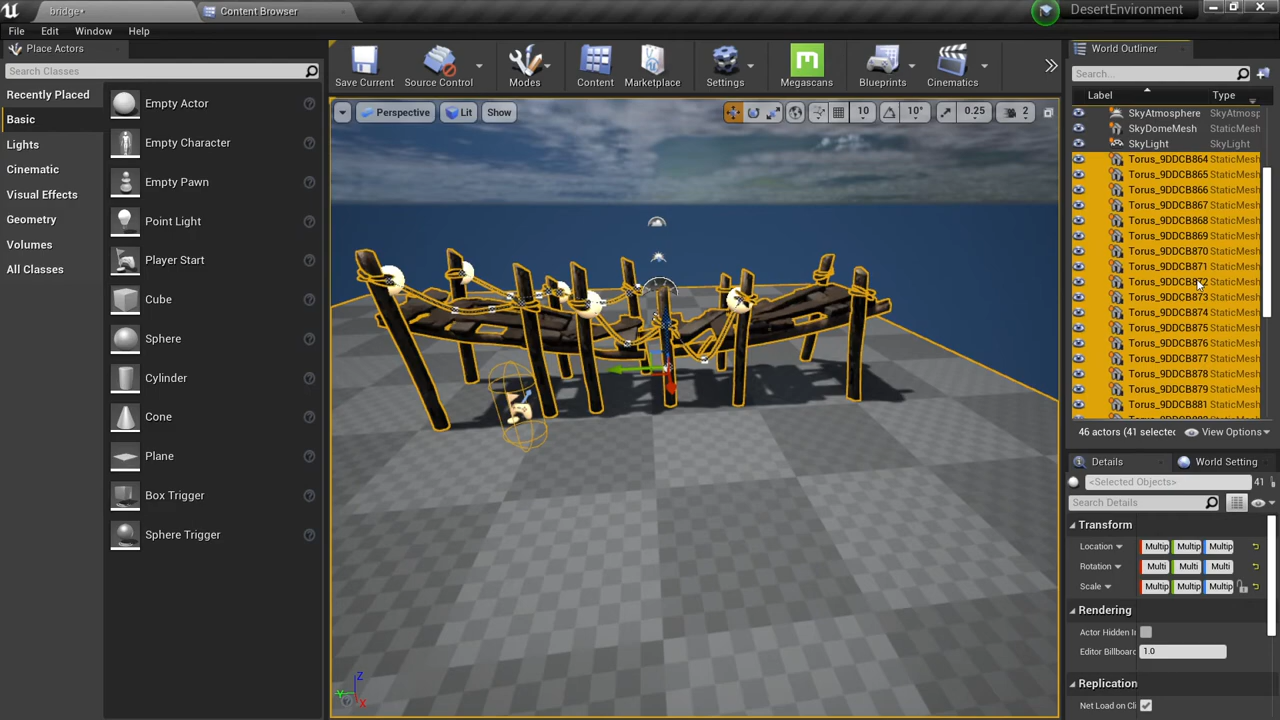 bridge*
Content Browser
DesertEnvironment
File Edit Window Help
Place Actors
Search Classes
Recently Placed
Basic
Lights
Cinematic
Visual Effects
Geometry
Volumes
All Classes
Empty Actor
Empty Character
Empty Pawn
Point Light
Player Start
Cube
Sphere
Cylinder
Cone
Plane
Box Trigger
Sphere Trigger
Save Current
Source Control
Modes
Content
Marketplace
Settings
Megascans
Blueprints
Cinematics
Perspective Lit Show 10 10° 0.25 2
Z
Y X
World Outliner
Search...
Label Type
SkyAtmosphere SkyAtmosp
SkyDomeMesh StaticMesh
SkyLight SkyLight
Torus_9DDCB864 StaticMesh
Torus_9DDCB865 StaticMesh
Torus_9DDCB866 StaticMesh
Torus_9DDCB867 StaticMesh
Torus_9DDCB868 StaticMesh
Torus_9DDCB869 StaticMesh
Torus_9DDCB870 StaticMesh
Torus_9DDCB871 StaticMesh
Torus_9DDCB872 StaticMesh
Torus_9DDCB873 StaticMesh
Torus_9DDCB874 StaticMesh
Torus_9DDCB875 StaticMesh
Torus_9DDCB876 StaticMesh
Torus_9DDCB877 StaticMesh
Torus_9DDCB878 StaticMesh
Torus_9DDCB879 StaticMesh
Torus_9DDCB881 StaticMesh
46 actors (41 selectec View Options
Details World Setting
<Selected Objects> 41
Search Details
Transform
Location Multip Multip Multip
Rotation Multi Multi Multi
Scale Multip Multip Multip
Rendering
Actor Hidden In
Editor Billboar 1.0
Replication
Net Load on Cli